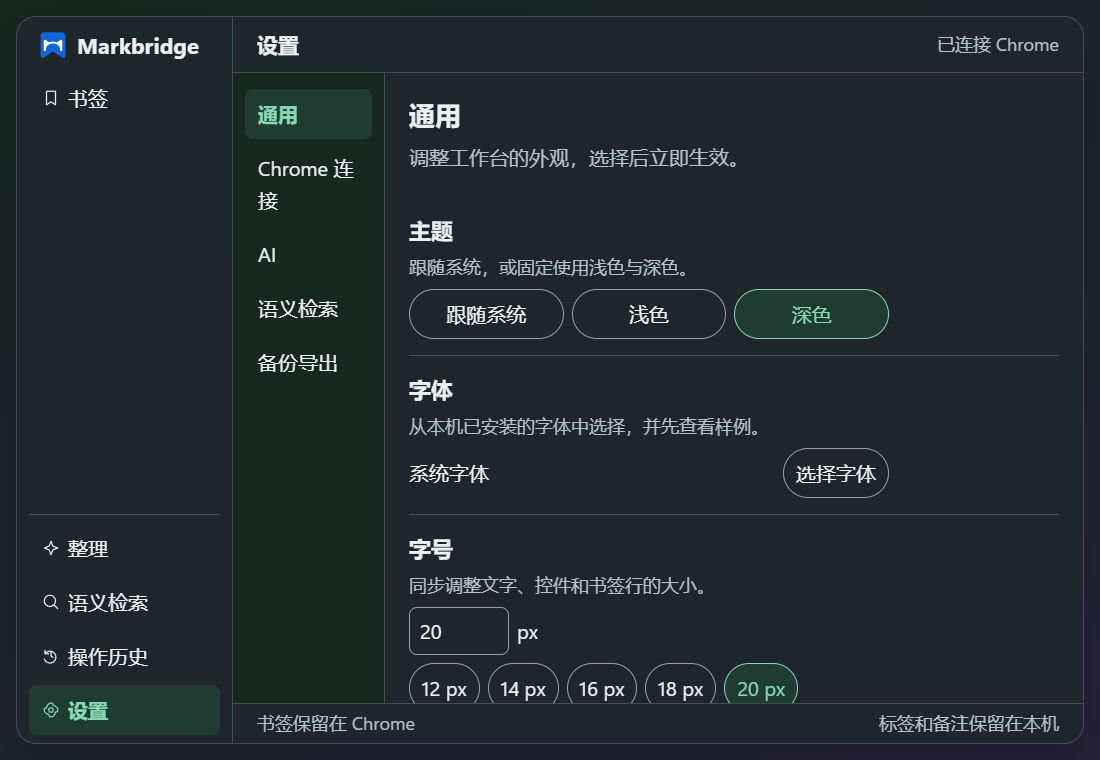 Markbridge
书签
整理
语义检索
操作历史
设置
设置
已连接 Chrome
通用
Chrome 连
接
AI
语义检索
备份导出
通用
调整工作台的外观，选择后立即生效。
主题
跟随系统，或固定使用浅色与深色。
跟随系统 浅色 深色
字体
从本机已安装的字体中选择，并先查看样例。
系统字体 选择字体
字号
同步调整文字、控件和书签行的大小。
20 px
12 px 14 px 16 px 18 px 20 px
书签保留在 Chrome 标签和备注保留在本机